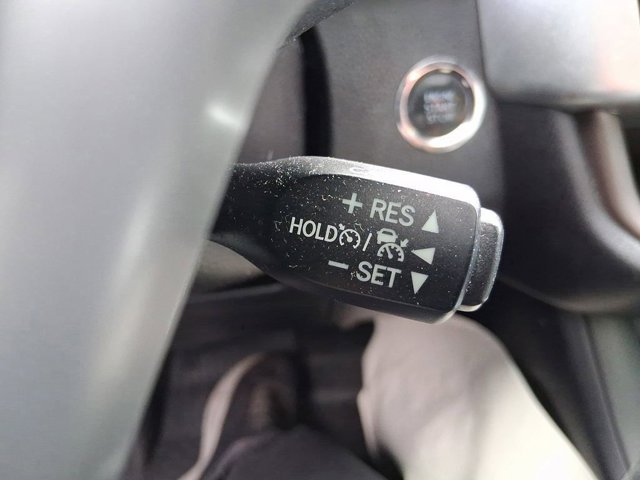 + RES
HOLD /
- SET